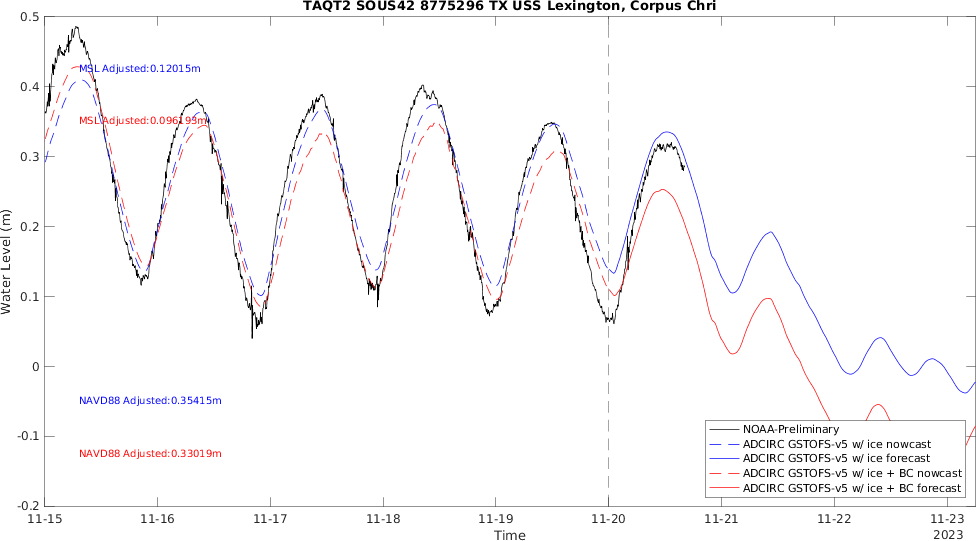 TAQT2 SOUS42 8775296 TX USS Lexington, Corpus Chri
0.5
0.4
0.3
0.2
0.1
0
-0.1
-0.2
Water Level (m)
MSL Adjusted:0.12015m
MSL Adjusted:0.096193m
NAVD88 Adjusted:0.35415m
NAVD88 Adjusted:0.33019m
NOAA-Preliminary
ADCIRC GSTOFS-v5 w/ ice nowcast
ADCIRC GSTOFS-v5 w/ ice forecast
ADCIRC GSTOFS-v5 w/ ice + BC nowcast
ADCIRC GSTOFS-v5 w/ ice + BC forecast
11-15 11-16 11-17 11-18 11-19 11-20 11-21 11-22 11-23
Time
2023